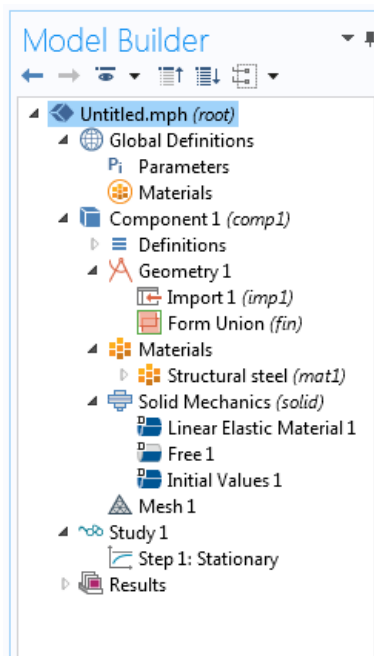 Model Builder
Untitled.mph (root)
Global Definitions
Pi Parameters
Materials
Component 1 (comp1)
Definitions
Geometry 1
Import 1 (imp1)
Form Union (fin)
Materials
Structural steel (mat1)
Solid Mechanics (solid)
D Linear Elastic Material 1
D Free 1
D Initial Values 1
Mesh 1
Study 1
Step 1: Stationary
Results